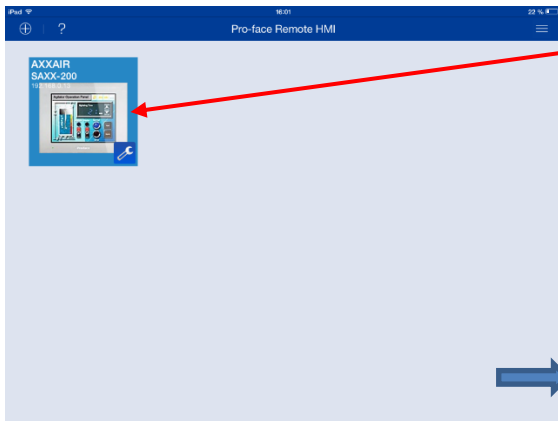 iPad 16:01 22 %
? Pro-face Remote HMI
AXXAIR
SAXX-200